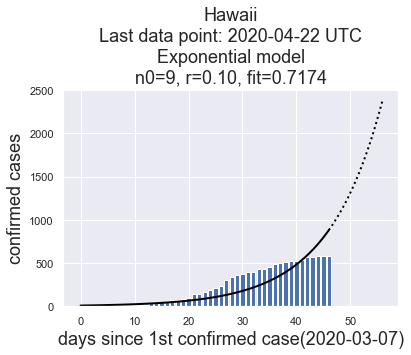 Hawaii
Last data point: 2020-04-22 UTC
Exponential model
n0=9, r=0.10, fit=0.7174
2500
2000
1500
1000
500
0
confirmed cases
0 10 20 30 40 50
days since 1st confirmed case(2020-03-07)